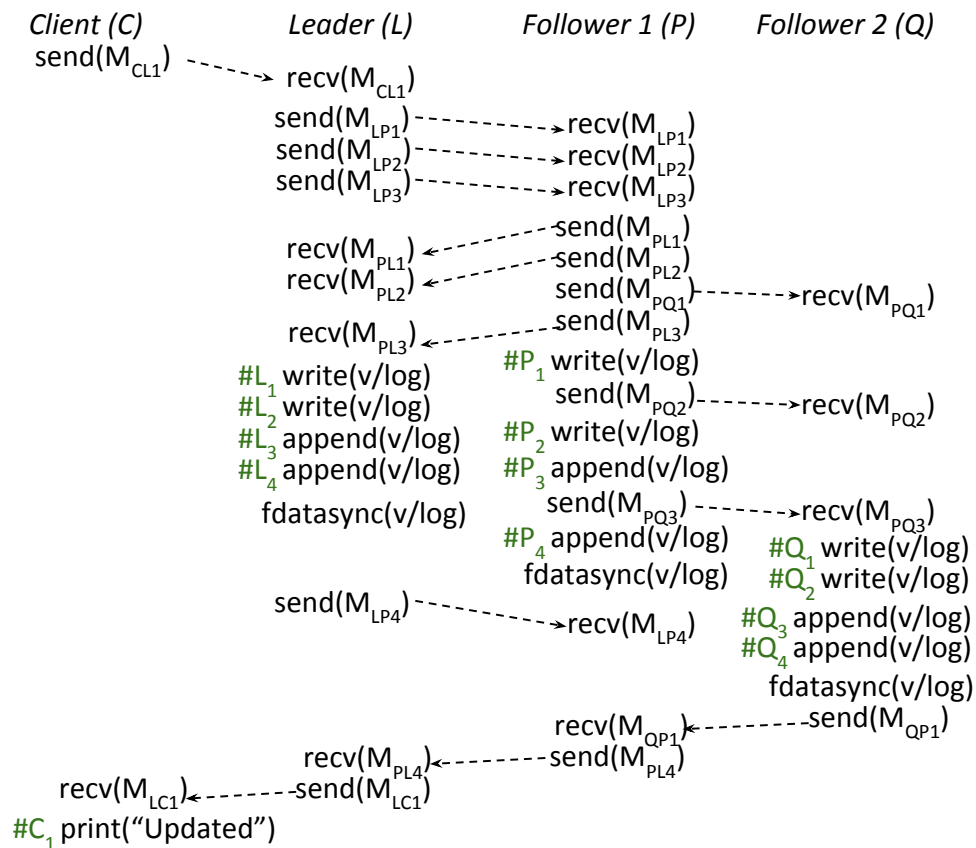 Client (C) Leader (L) Follower 1 (P) Follower 2 (Q)
send(M_CL1)
recv(M_CL1)
send(M_LP1) recv(M_LP1)
send(M_LP2) recv(M_LP2)
send(M_LP3) recv(M_LP3)
send(M_PL1)
recv(M_PL1)
send(M_PL2)
recv(M_PL2)
send(M_PQ1) recv(M_PQ1)
recv(M_PL3) send(M_PL3)
#P_1 write(v/log)
#L_1 write(v/log)
send(M_PQ2) recv(M_PQ2)
#L_2 write(v/log)
#L_3 append(v/log) #P_2 write(v/log)
#L_4 append(v/log) #P_3 append(v/log)
fdatasync(v/log) send(M_PQ3) recv(M_PQ3)
#P_4 append(v/log) #Q_1 write(v/log)
fdatasync(v/log) #Q_2 write(v/log)
send(M_LP4) recv(M_LP4) #Q_3 append(v/log)
#Q_4 append(v/log)
fdatasync(v/log)
recv(M_QP1) send(M_QP1)
recv(M_PL4) send(M_PL4)
recv(M_LC1) send(M_LC1)
#C_1 print(“Updated”)